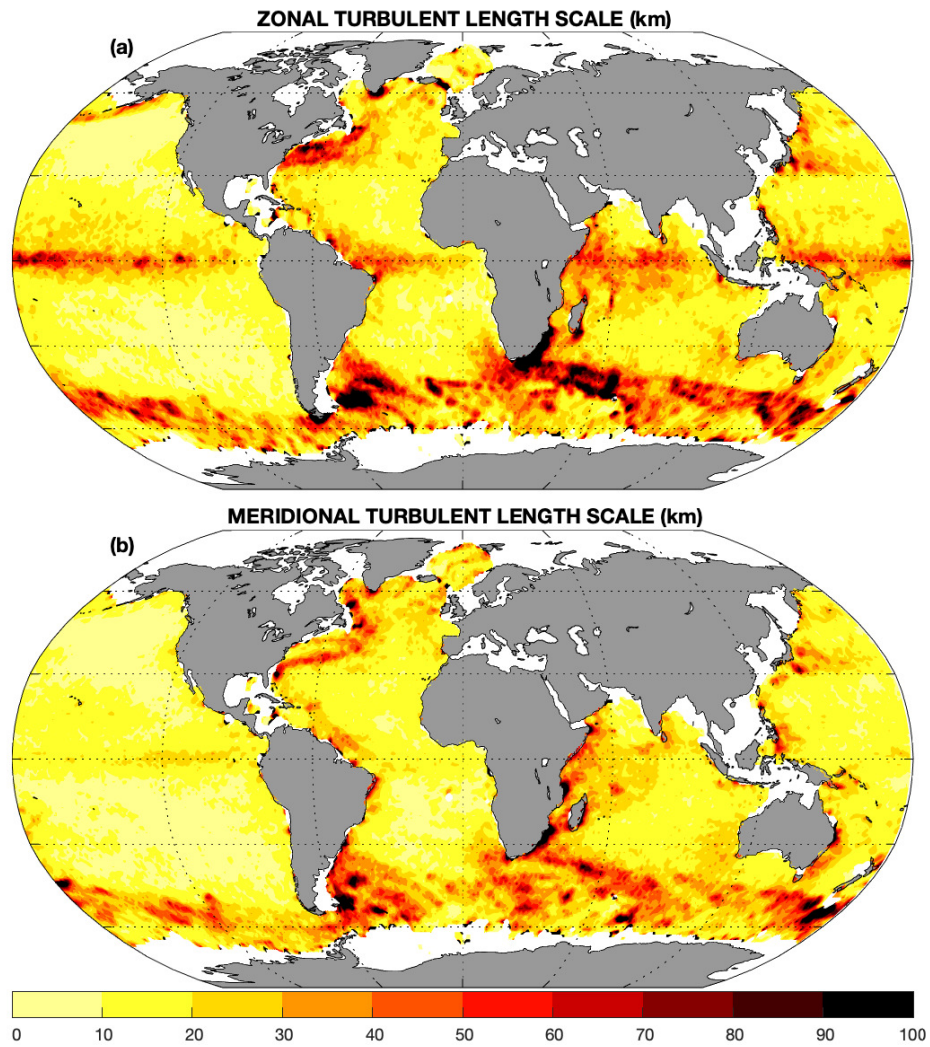 ZONAL TURBULENT LENGTH SCALE (km)
(a)
MERIDIONAL TURBULENT LENGTH SCALE (km)
(b)
0 10 20 30 40 50 60 70 80 90 100